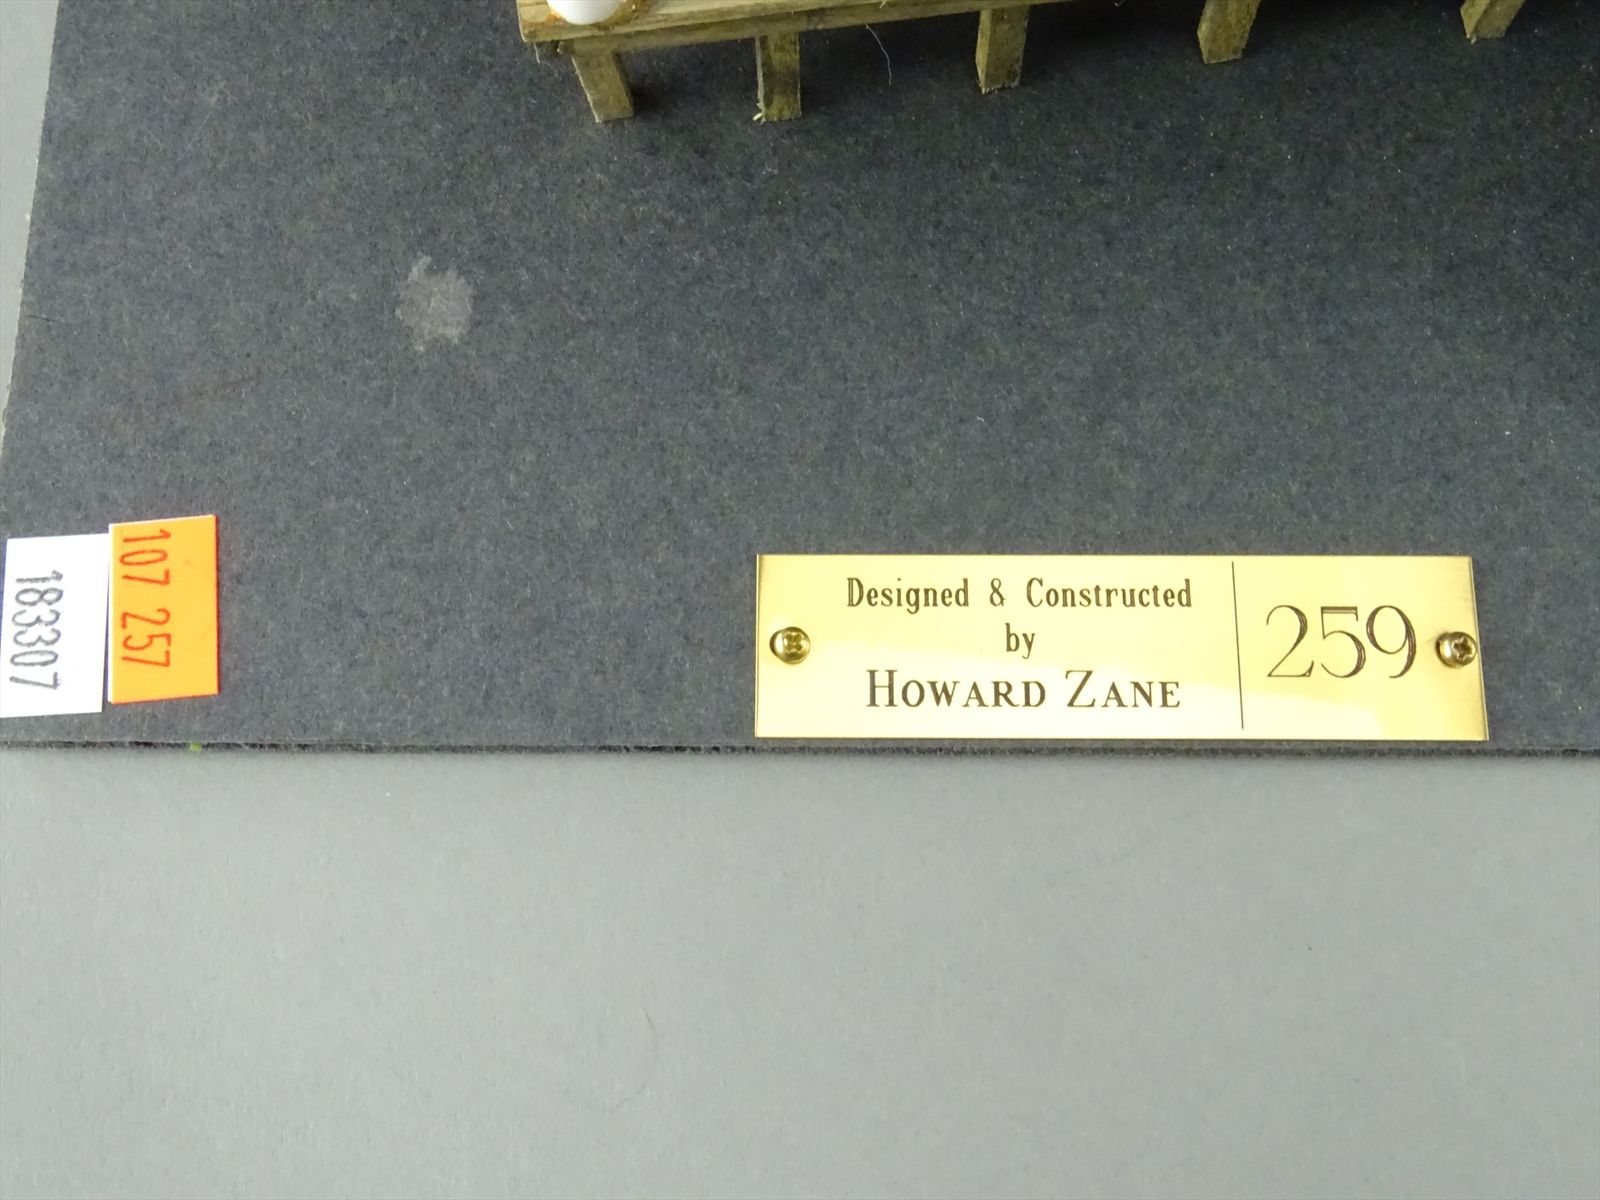 183307
107 257
Designed & Constructed
by
HOWARD ZANE
259